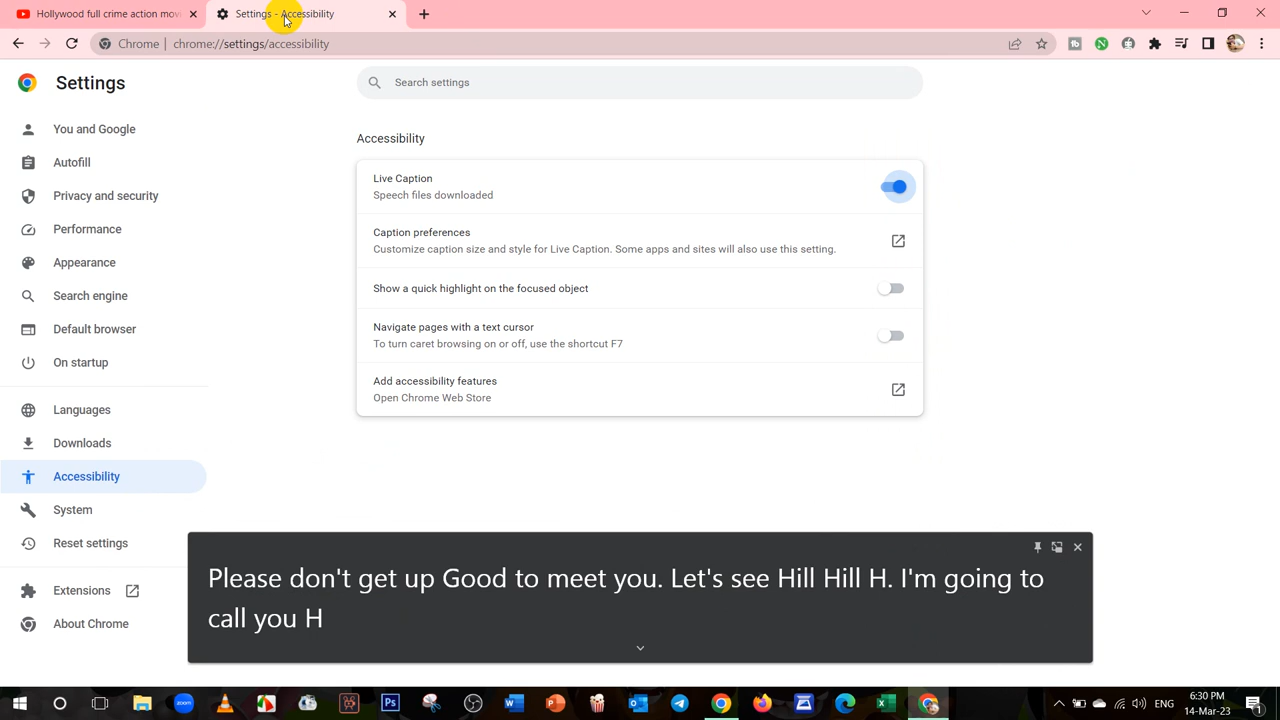 Hollywood full crime action movi
Settings - Accessibility
Chrome
chrome://settings/accessibility
Settings
Search settings
You and Google
Autofill
Privacy and security
Performance
Appearance
Search engine
Default browser
On startup
Languages
Downloads
Accessibility
System
Reset settings
Extensions
About Chrome
Accessibility
Live Caption
Speech files downloaded
Caption preferences
Customize caption size and style for Live Caption. Some apps and sites will also use this setting.
Show a quick highlight on the focused object
Navigate pages with a text cursor
To turn caret browsing on or off, use the shortcut F7
Add accessibility features
Open Chrome Web Store
Please don't get up Good to meet you. Let's see Hill Hill H. I'm going to
call you H
ENG
6:30 PM
14-Mar-23